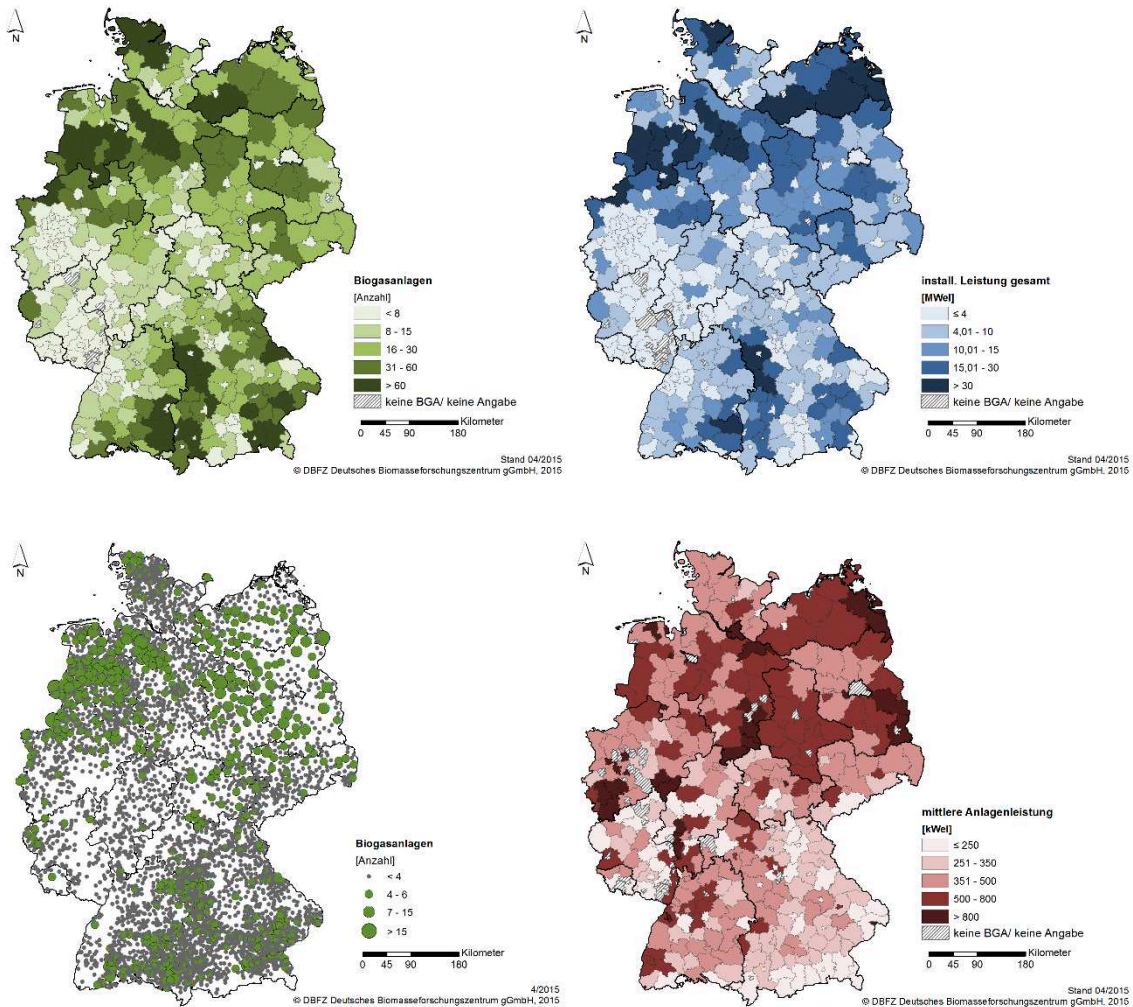 N
Biogasanlagen
[Anzahl]
< 8
8 - 15
16 - 30
31 - 60
> 60
keine BGA/ keine Angabe
Kilometer
0 45 90 180
Stand 04/2015
© DBFZ Deutsches Biomasseforschungszentrum gGmbH, 2015
N
install. Leistung gesamt
[MWel]
≤ 4
4,01 - 10
10,01 - 15
15,01 - 30
> 30
keine BGA/ keine Angabe
Kilometer
0 45 90 180
Stand 04/2015
© DBFZ Deutsches Biomasseforschungszentrum gGmbH, 2015
N
Biogasanlagen
[Anzahl]
< 4
4 - 6
7 - 15
> 15
Kilometer
0 45 90 180
4/2015
© DBFZ Deutsches Biomasseforschungszentrum gGmbH, 2015
N
mittlere Anlagenleistung
[kWel]
≤ 250
251 - 350
351 - 500
500 - 800
> 800
keine BGA/ keine Angabe
Kilometer
0 45 90 180
Stand 04/2015
© DBFZ Deutsches Biomasseforschungszentrum gGmbH, 2015